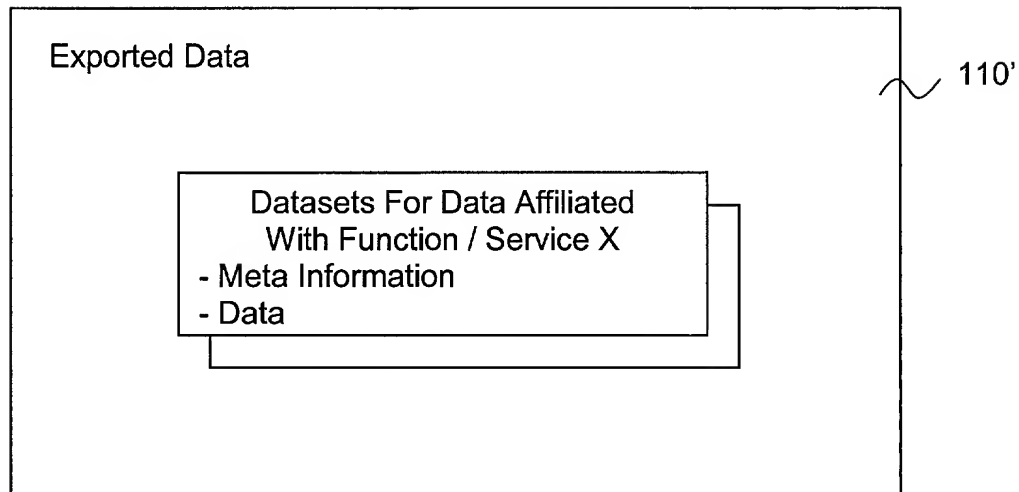 Exported Data
110'
Datasets For Data Affiliated
With Function / Service X
- Meta Information
- Data